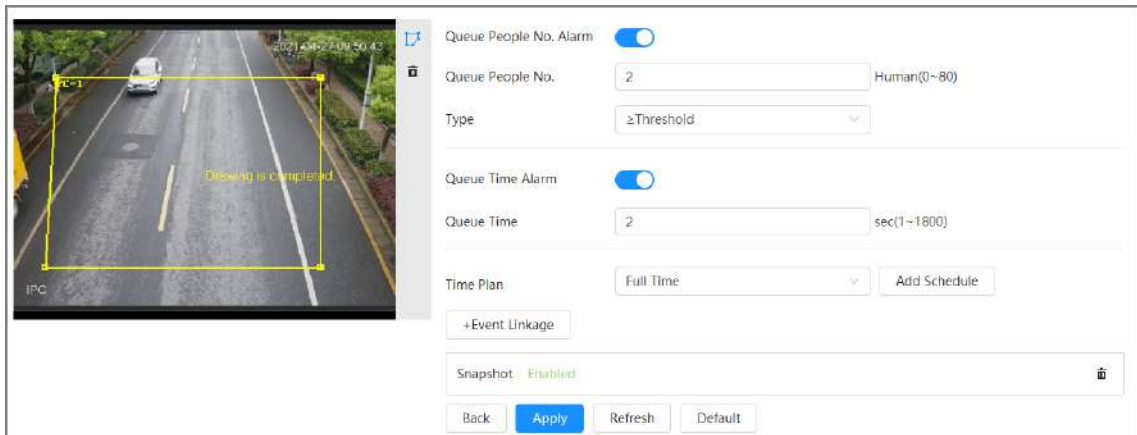 2021-04-27 09:50:43
Drawing is completed.
IPC
Queue People No. Alarm
Queue People No. 2 Human(0~80)
Type ≥Threshold
Queue Time Alarm
Queue Time 2 sec(1~1800)
Time Plan Full Time Add Schedule
+Event Linkage
Snapshot Enabled
Back Apply Refresh Default